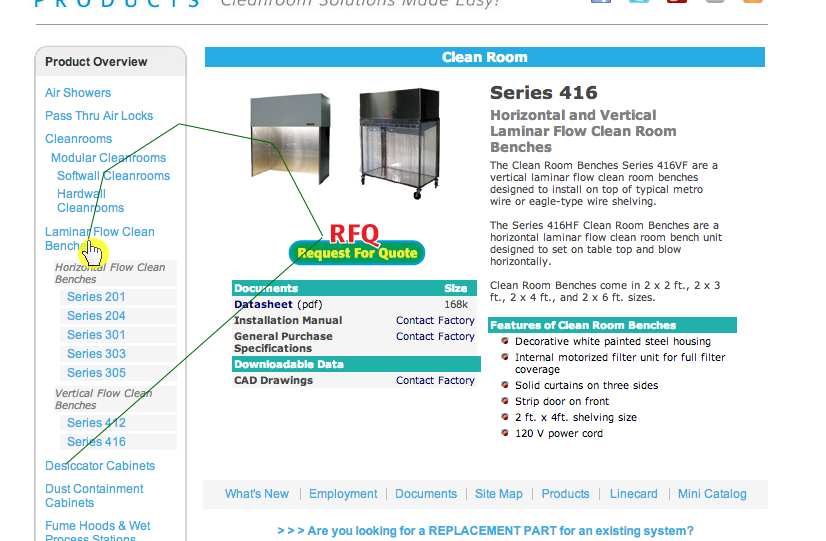 PRODUCTS Cleanroom Solutions Made Easy!
Product Overview
Air Showers
Pass Thru Air Locks
Cleanrooms
Modular Cleanrooms
Softwall Cleanrooms
Hardwall
Cleanrooms
Laminar Flow Clean
Benches
Horizontal Flow Clean
Benches
Series 201
Series 204
Series 301
Series 303
Series 305
Vertical Flow Clean
Benches
Series 412
Series 416
Desiccator Cabinets
Dust Containment
Cabinets
Fume Hoods & Wet
Process Stations
Clean Room
RFQ
Request For Quote
Documents Size
Datasheet (pdf) 168k
Installation Manual Contact Factory
General Purchase Contact Factory
Specifications
Downloadable Data
CAD Drawings Contact Factory
Series 416
Horizontal and Vertical
Laminar Flow Clean Room
Benches
The Clean Room Benches Series 416VF are a
vertical laminar flow clean room benches
designed to install on top of typical metro
wire or eagle-type wire shelving.
The Series 416HF Clean Room Benches are a
horizontal laminar flow clean room bench unit
designed to set on table top and blow
horizontally.
Clean Room Benches come in 2 x 2 ft., 2 x 3
ft., 2 x 4 ft., and 2 x 6 ft. sizes.
Features of Clean Room Benches
Decorative white painted steel housing
Internal motorized filter unit for full filter
coverage
Solid curtains on three sides
Strip door on front
2 ft. x 4ft. shelving size
120 V power cord
What's New | Employment | Documents | Site Map | Products | Linecard | Mini Catalog
> > > Are you looking for a REPLACEMENT PART for an existing system?